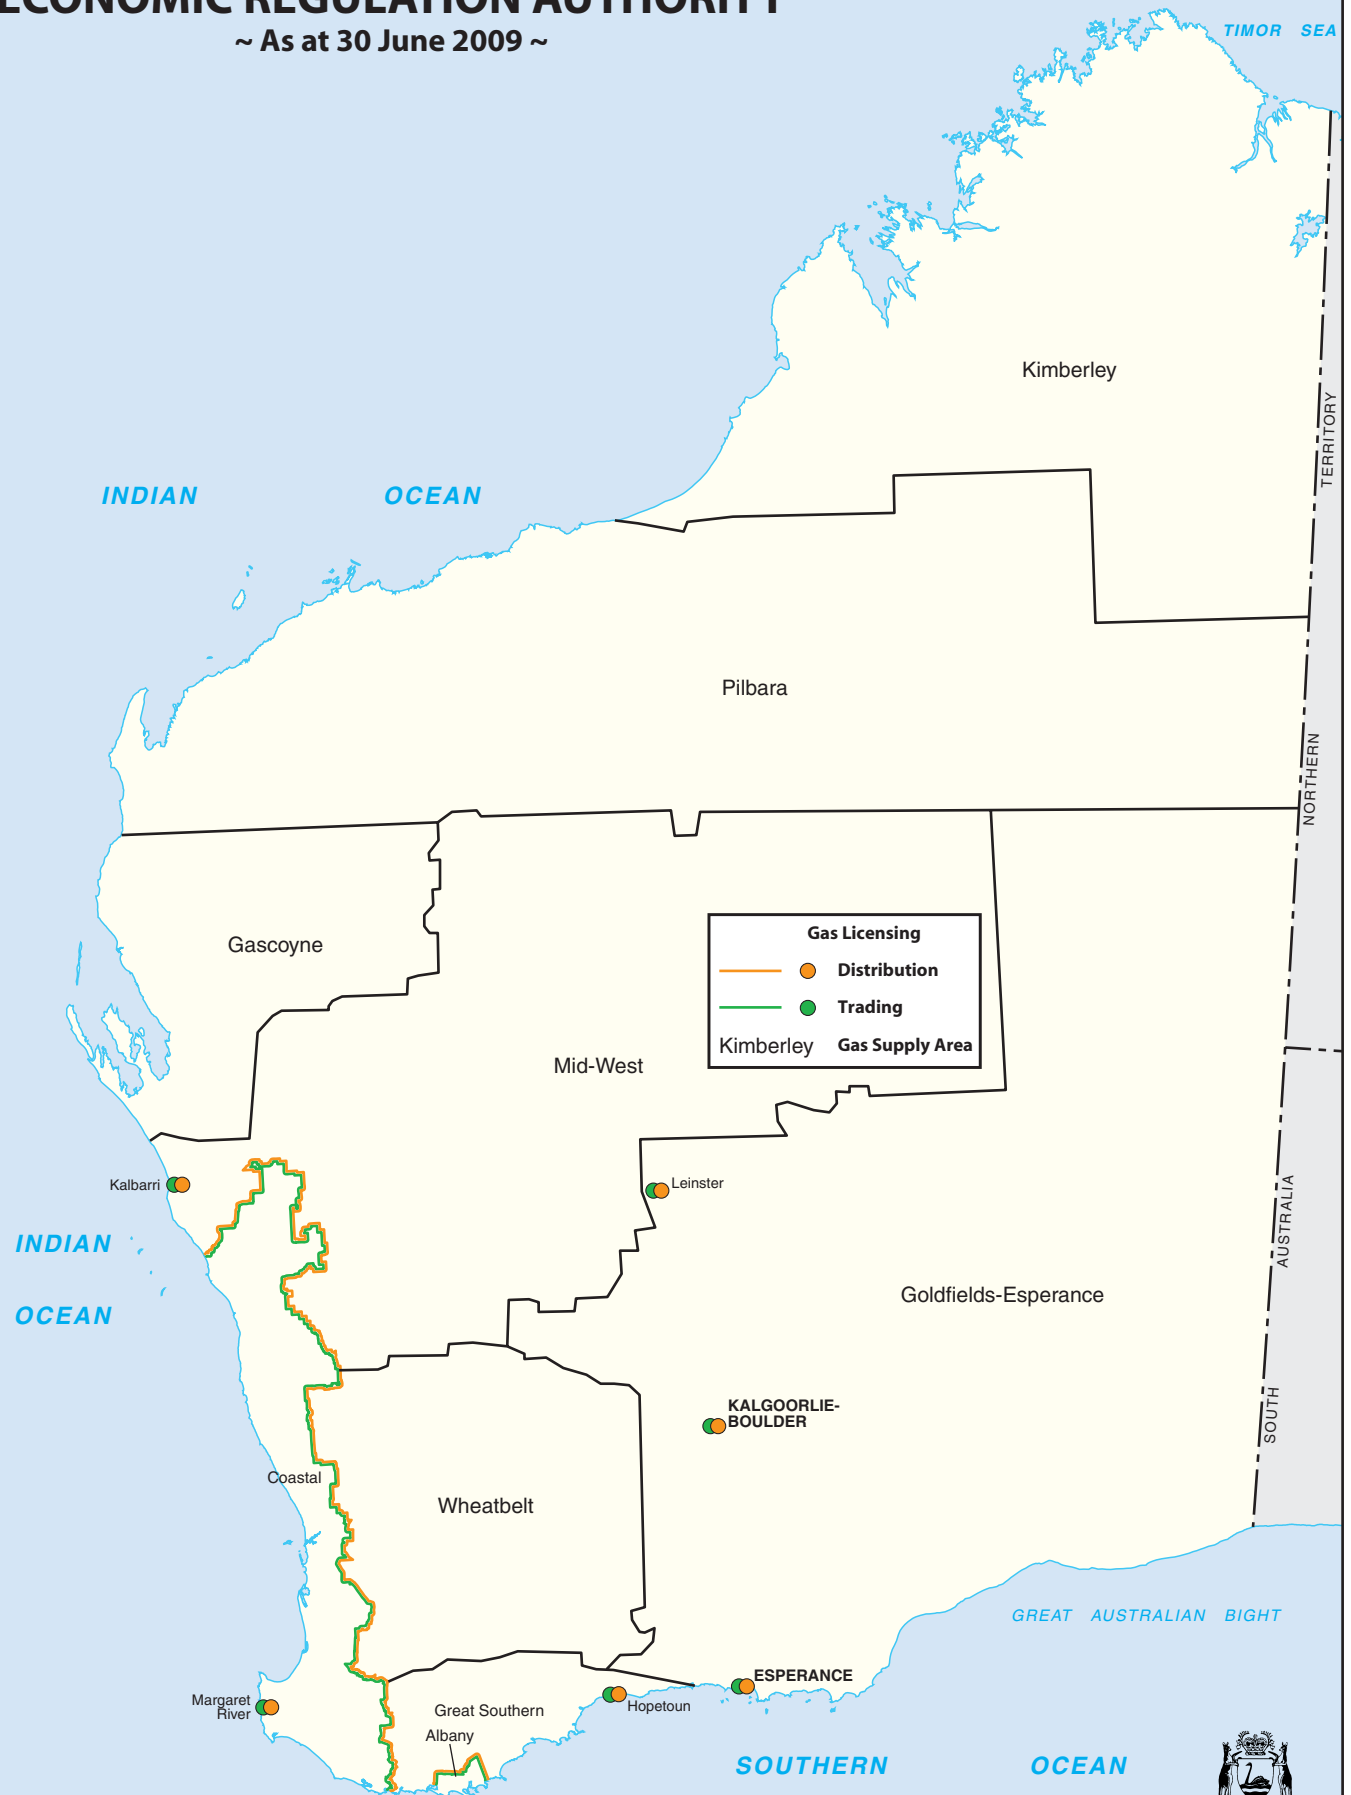 ECONOMIC REGULATION AUTHORITY
~ As at 30 June 2009 ~
TIMOR SEA
Kimberley
TERRITORY
INDIAN OCEAN
Pilbara
NORTHERN
Gas Licensing
Distribution
Trading
Kimberley Gas Supply Area
Gascoyne
Mid-West
Kalbarri
Leinster
AUSTRALIA
INDIAN
OCEAN
Goldfields-Esperance
SOUTH
KALGOORLIE-
BOULDER
Coastal
Wheatbelt
GREAT AUSTRALIAN BIGHT
ESPERANCE
Margaret
River
Hopetoun
Great Southern
Albany
SOUTHERN OCEAN